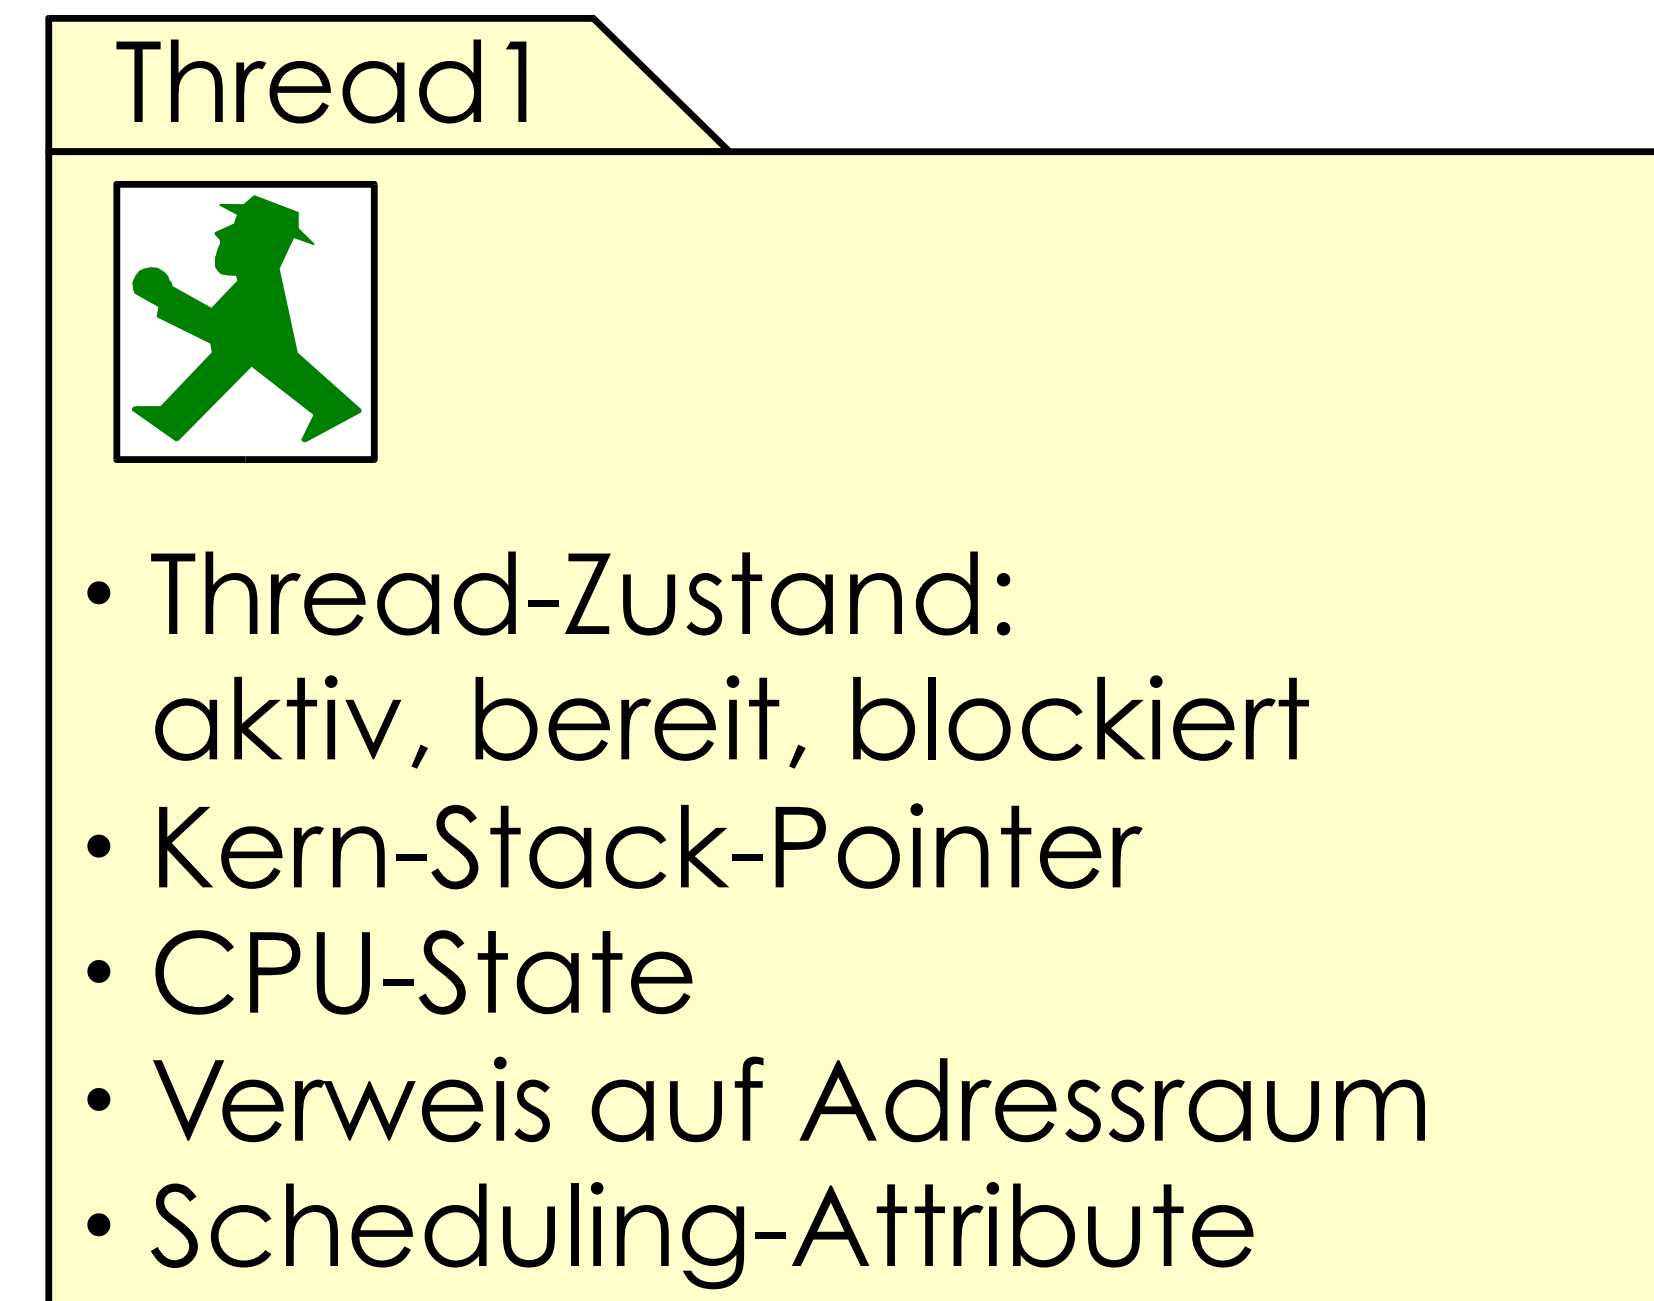 Thread1
• Thread-Zustand:
aktiv, bereit, blockiert
• Kern-Stack-Pointer
• CPU-State
• Verweis auf Adressraum
• Scheduling-Attribute